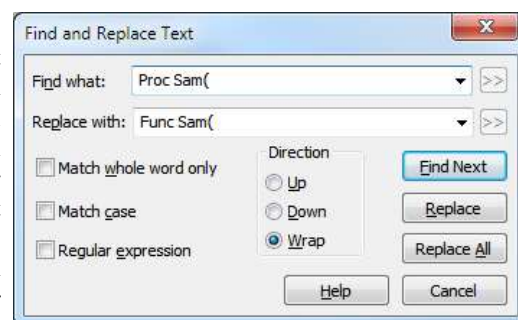 Find and Replace Text
Find what: Proc Sam( >>
Replace with: Func Sam( >>
Match whole word only
Match case
Regular expression
Direction
Up
Down
Wrap
Find Next
Replace
Replace All
Help Cancel